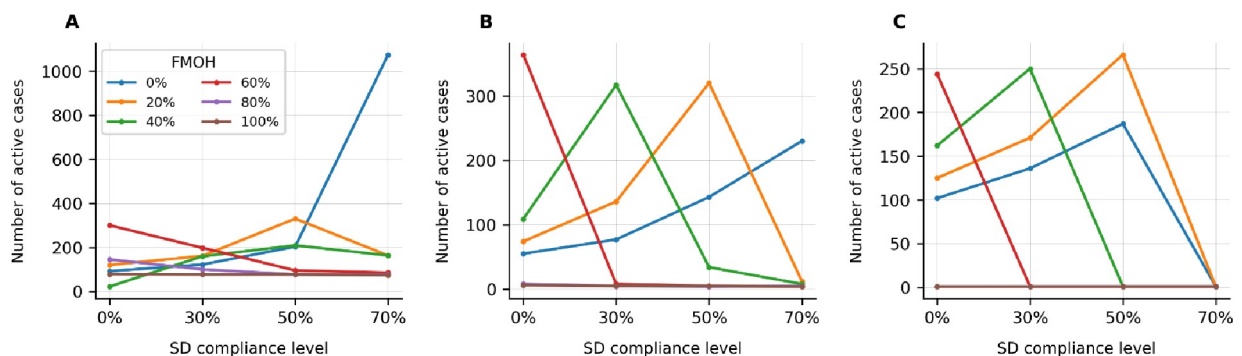 A
Number of active cases
1000
800
600
400
200
0
FMOH
0% 60%
20% 80%
40% 100%
0% 30% 50% 70%
SD compliance level
B
Number of active cases
300
200
100
0
0% 30% 50% 70%
SD compliance level
C
Number of active cases
250
200
150
100
50
0
0% 30% 50% 70%
SD compliance level